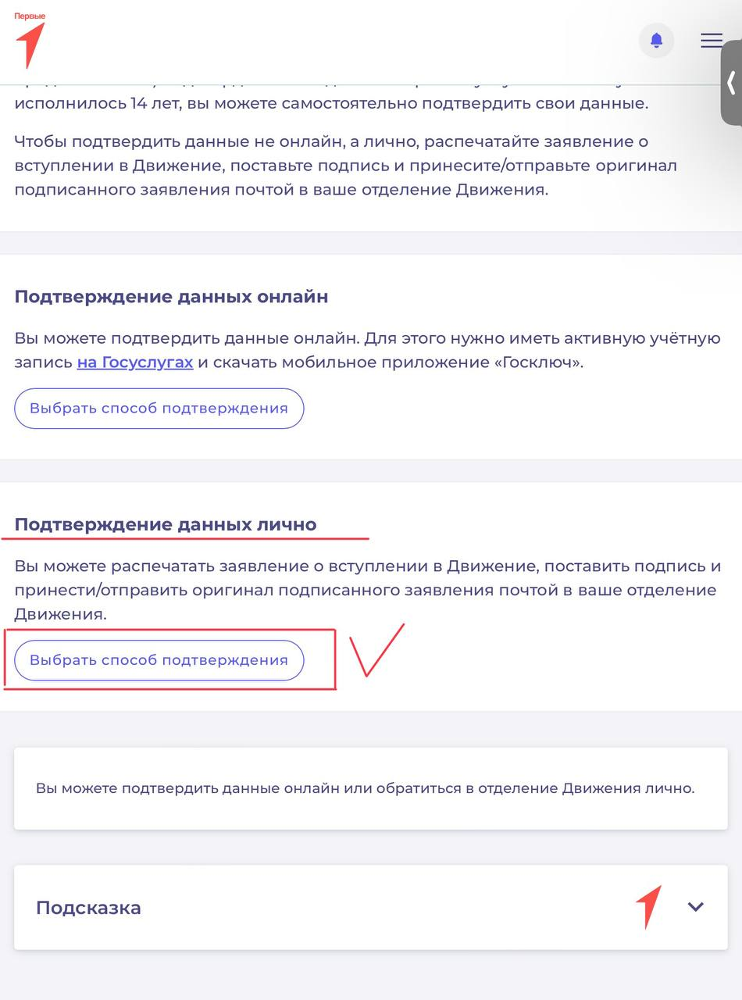 Первые
исполнилось 14 лет, вы можете самостоятельно подтвердить свои данные.
Чтобы подтвердить данные не онлайн, а лично, распечатайте заявление о
вступлении в Движение, поставьте подпись и принесите/отправьте оригинал
подписанного заявления почтой в ваше отделение Движения.
Подтверждение данных онлайн
Вы можете подтвердить данные онлайн. Для этого нужно иметь активную учётную
запись на Госуслугах и скачать мобильное приложение «Госключ».
Выбрать способ подтверждения
Подтверждение данных лично
Вы можете распечатать заявление о вступлении в Движение, поставить подпись и
принести/отправить оригинал подписанного заявления почтой в ваше отделение
Движения.
Выбрать способ подтверждения
Вы можете подтвердить данные онлайн или обратиться в отделение Движения лично.
Подсказка